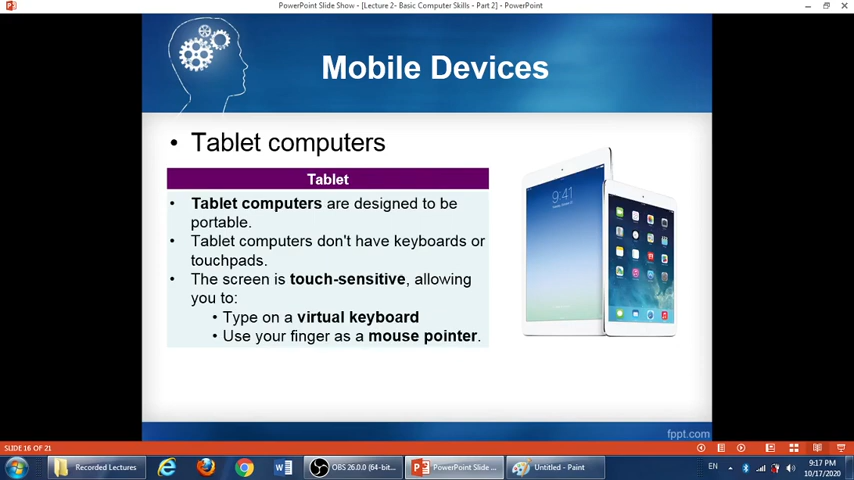 PowerPoint Slide Show - [Lecture 2- Basic Computer Skills - Part 2] - PowerPoint
Mobile Devices
• Tablet computers
Tablet
• Tablet computers are designed to be
portable.
• Tablet computers don't have keyboards or
touchpads.
• The screen is touch-sensitive, allowing
you to:
• Type on a virtual keyboard
• Use your finger as a mouse pointer.
9:41
fppt.com
SLIDE 16 OF 21
Recorded Lectures
OBS 26.0.0 (64-bit...
PowerPoint Slide ...
Untitled - Paint
EN
9:17 PM
10/17/2020